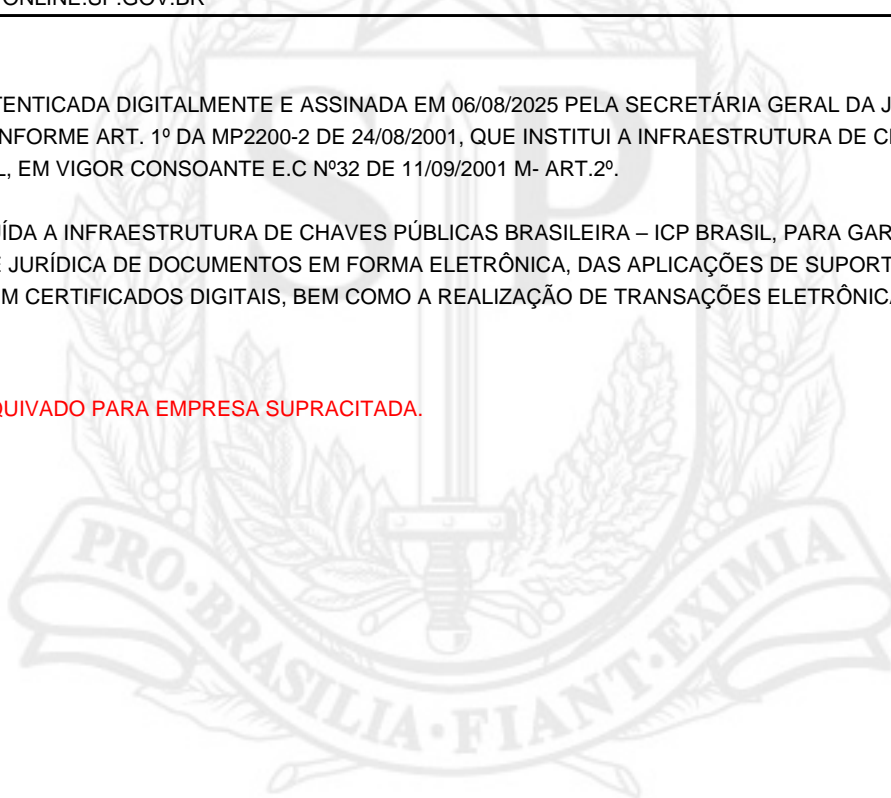 ONLINE.SP.GOV.BR
TENTICADA DIGITALMENTE E ASSINADA EM 06/08/2025 PELA SECRETÁRIA GERAL DA J
NFORME ART. 1º DA MP2200-2 DE 24/08/2001, QUE INSTITUI A INFRAESTRUTURA DE C
L, EM VIGOR CONSOANTE E.C Nº32 DE 11/09/2001 M- ART.2º.
ÍDA A INFRAESTRUTURA DE CHAVES PÚBLICAS BRASILEIRA – ICP BRASIL, PARA GAR
E JURÍDICA DE DOCUMENTOS EM FORMA ELETRÔNICA, DAS APLICAÇÕES DE SUPORT
M CERTIFICADOS DIGITAIS, BEM COMO A REALIZAÇÃO DE TRANSAÇÕES ELETRÔNICA
QUIVADO PARA EMPRESA SUPRACITADA.
SP
PRO·BRASILIA·FIANT·EXIMIA